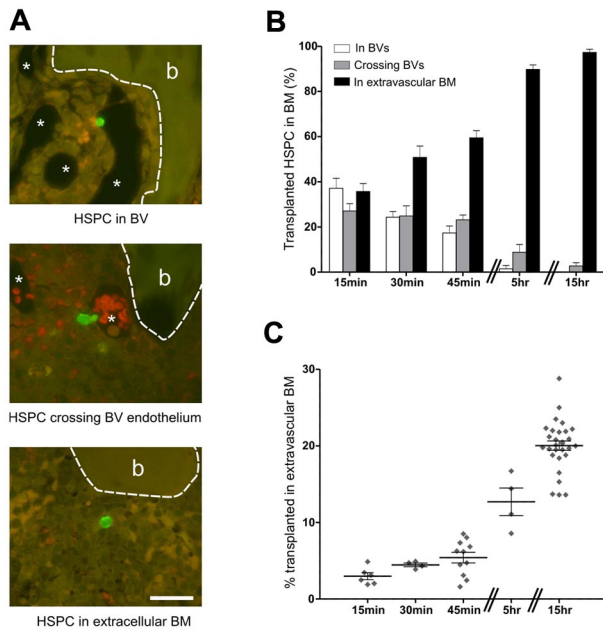 A
b
*
*
*
*
HSPC in BV
b
*
*
HSPC crossing BV endothelium
b
HSPC in extracellular BM
B
In BVs
Crossing BVs
In extravascular BM
Transplanted HSPC in BM (%)
100
80
60
40
20
0
15min 30min 45min 5hr 15hr
C
% transplanted in extravascular BM
30
20
10
0
15min 30min 45min 5hr 15hr